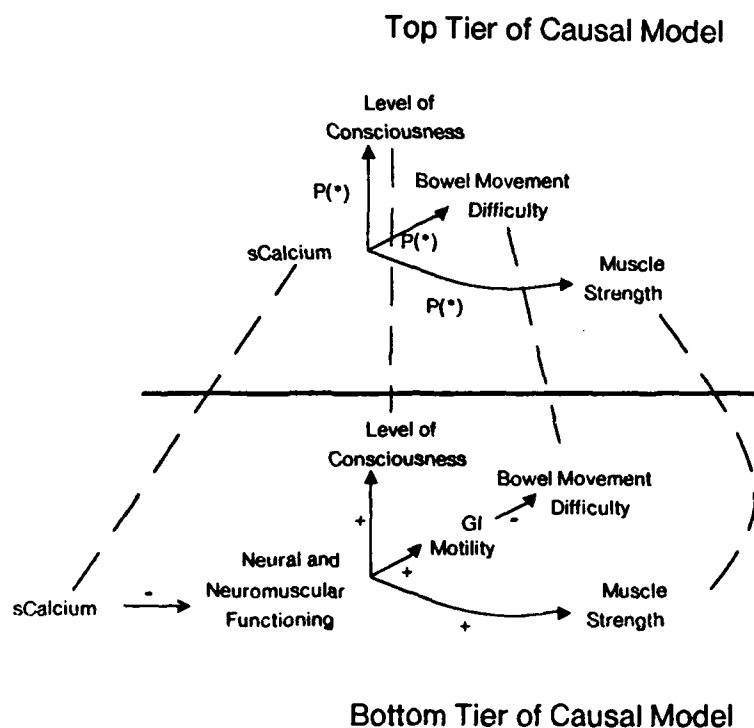 Top Tier of Causal Model
Level of
Consciousness
P(*)
Bowel Movement
Difficulty
P(*)
sCalcium
Muscle
Strength
P(*)
Level of
Consciousness
Bowel Movement
Difficulty
+
GI
-
Motility
+
Neural and
Neuromuscular
Functioning
sCalcium
-
Muscle
Strength
+
Bottom Tier of Causal Model